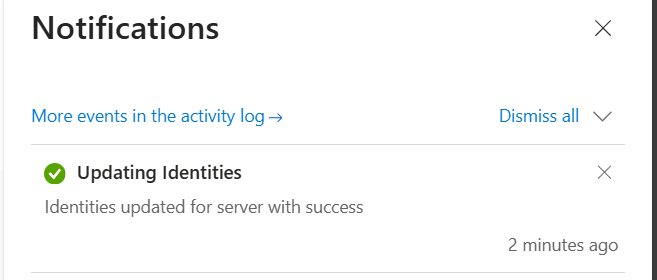 Notifications
More events in the activity log→
Dismiss all
Updating Identities
Identities updated for server with success
2 minutes ago